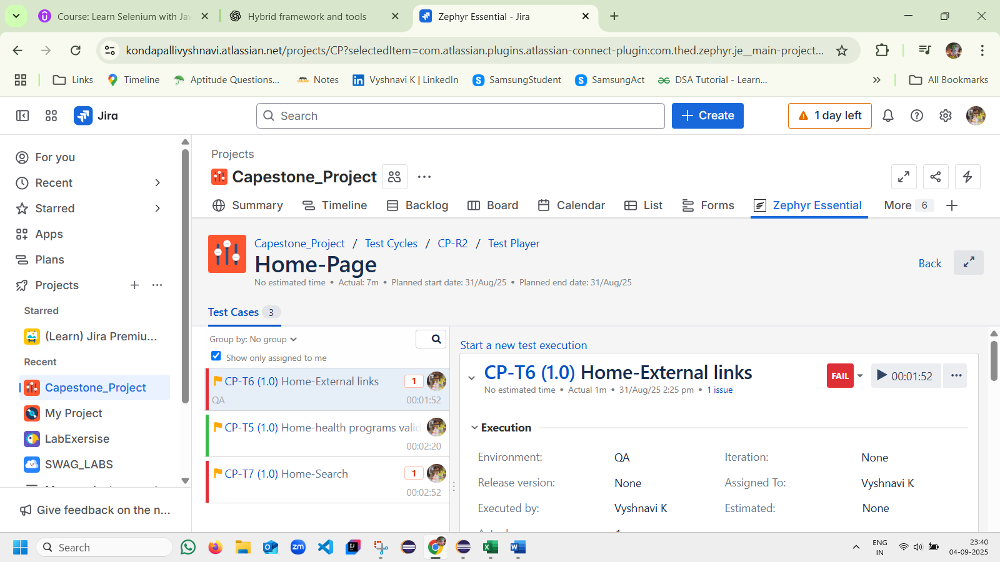 Course: Learn Selenium with Jav
Hybrid framework and tools
Zephyr Essential - Jira
kondapallivyshnavi.atlassian.net/projects/CP?selectedItem=com.atlassian.plugins.atlassian-connect-plugin:com.thed.zephyr.je__main-project...
Links
Timeline
Aptitude Questions...
Notes
Vyshnavi K | LinkedIn
SamsungStudent
SamsungAct
DSA Tutorial - Learn...
All Bookmarks
Jira
Search
Create
1 day left
For you
Recent
Starred
Apps
Plans
Projects
Starred
(Learn) Jira Premiu...
Recent
Capestone_Project
My Project
LabExersise
SWAG_LABS
Give feedback on the n...
Projects
Capestone_Project
Summary
Timeline
Backlog
Board
Calendar
List
Forms
Zephyr Essential
More 6
Capestone_Project / Test Cycles / CP-R2 / Test Player
Home-Page
No estimated time • Actual: 7m • Planned start date: 31/Aug/25 • Planned end date: 31/Aug/25
Back
Test Cases 3
Group by: No group
Show only assigned to me
CP-T6 (1.0) Home-External links 1
QA 00:01:52
CP-T5 (1.0) Home-health programs valid
00:02:20
CP-T7 (1.0) Home-Search 1
00:02:52
Start a new test execution
CP-T6 (1.0) Home-External links
No estimated time • Actual 1m • 31/Aug/25 2:25 pm • 1 issue
FAIL
00:01:52
Execution
Environment: QA
Iteration: None
Release version: None
Assigned To: Vyshnavi K
Executed by: Vyshnavi K
Estimated: None
Search
ENG
IN
23:40
04-09-2025